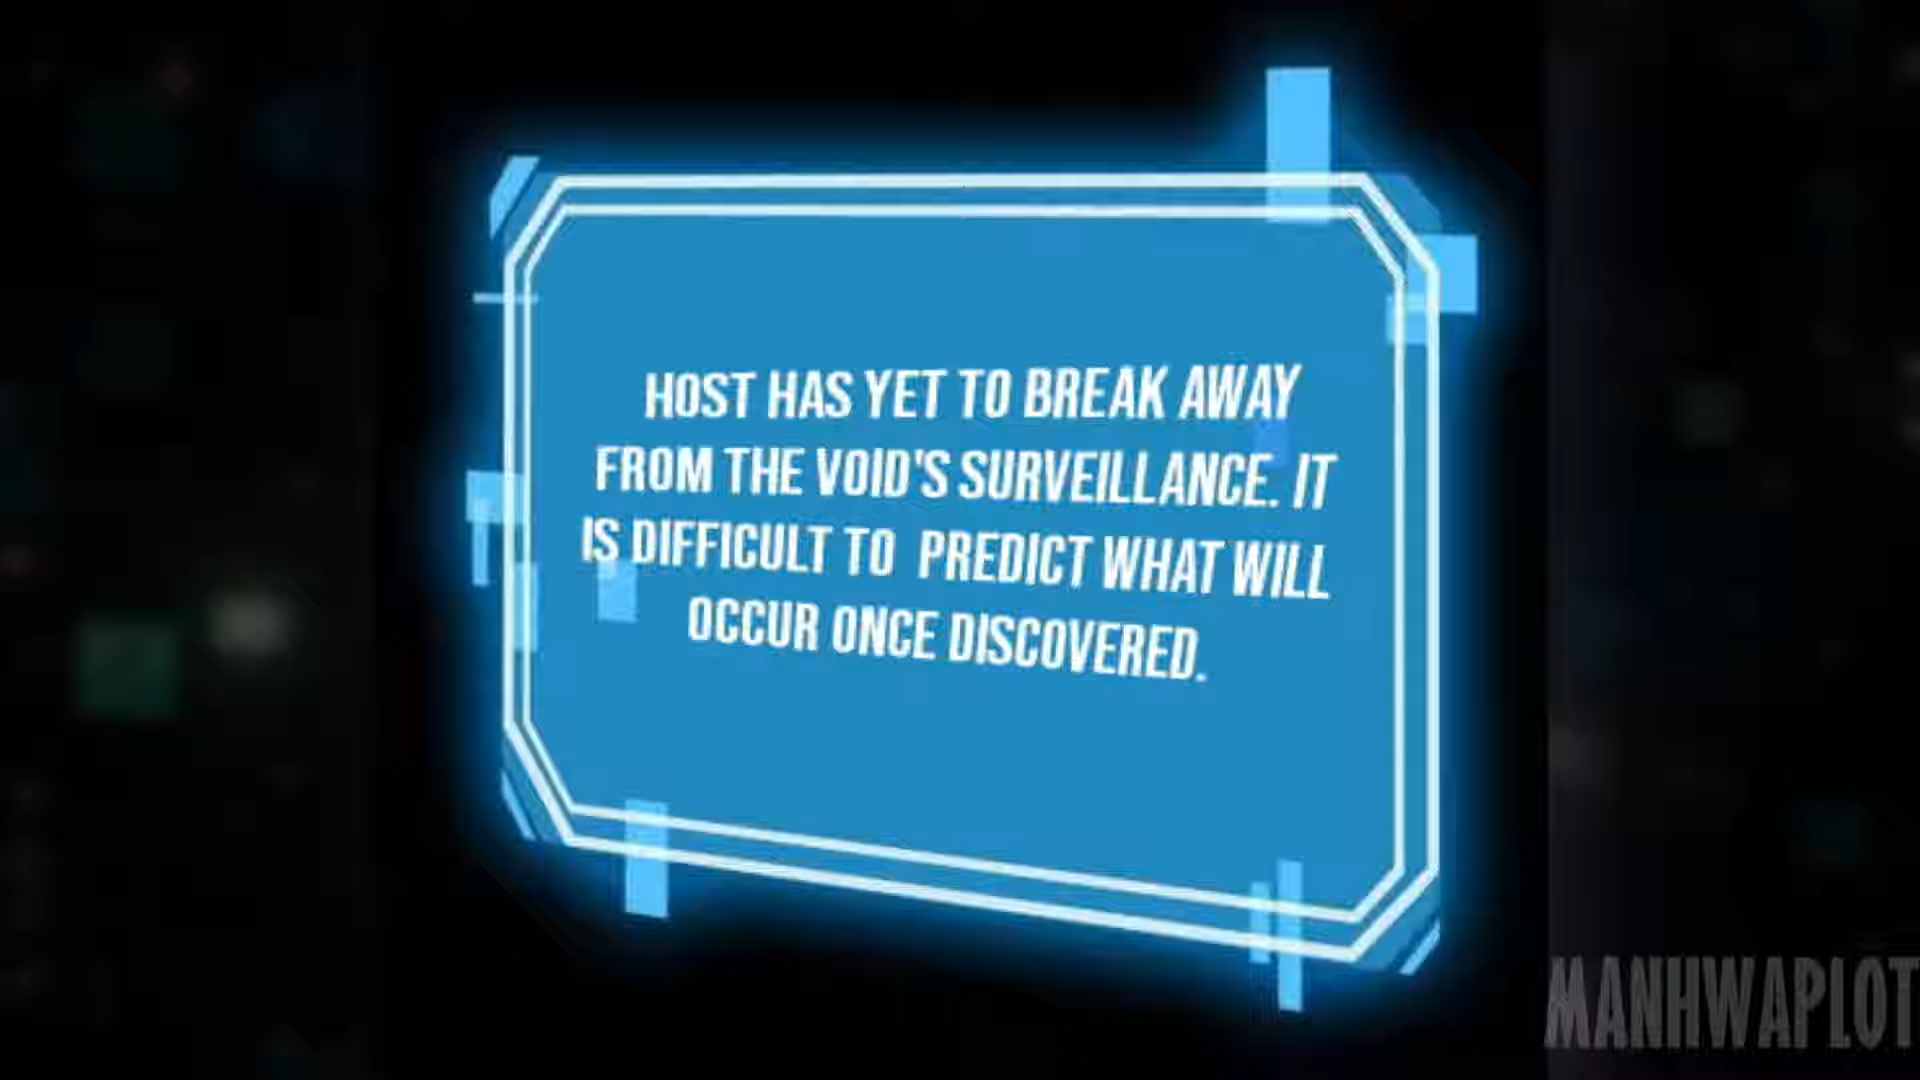 HOST HAS YET TO BREAK AWAY
FROM THE VOID'S SURVEILLANCE. IT
IS DIFFICULT TO PREDICT WHAT WILL
OCCUR ONCE DISCOVERED.
MANHWAPLOT